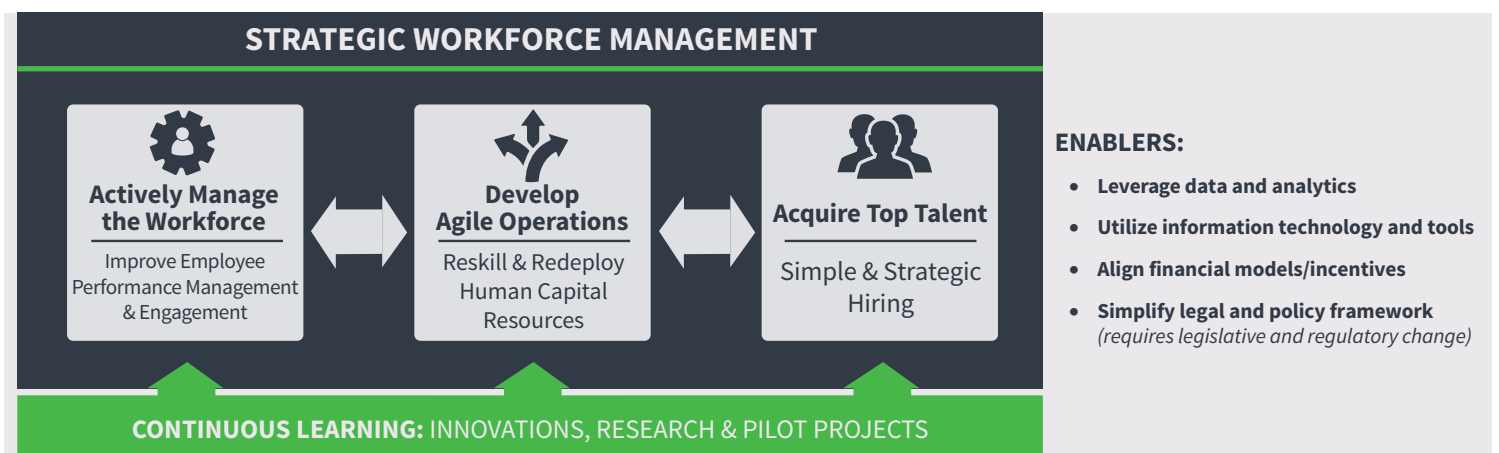 STRATEGIC WORKFORCE MANAGEMENT
Actively Manage
the Workforce
Improve Employee
Performance Management
& Engagement
Develop
Agile Operations
Reskill & Redeploy
Human Capital
Resources
Acquire Top Talent
Simple & Strategic
Hiring
CONTINUOUS LEARNING: INNOVATIONS, RESEARCH & PILOT PROJECTS
ENABLERS:
• Leverage data and analytics
• Utilize information technology and tools
• Align financial models/incentives
• Simplify legal and policy framework
(requires legislative and regulatory change)